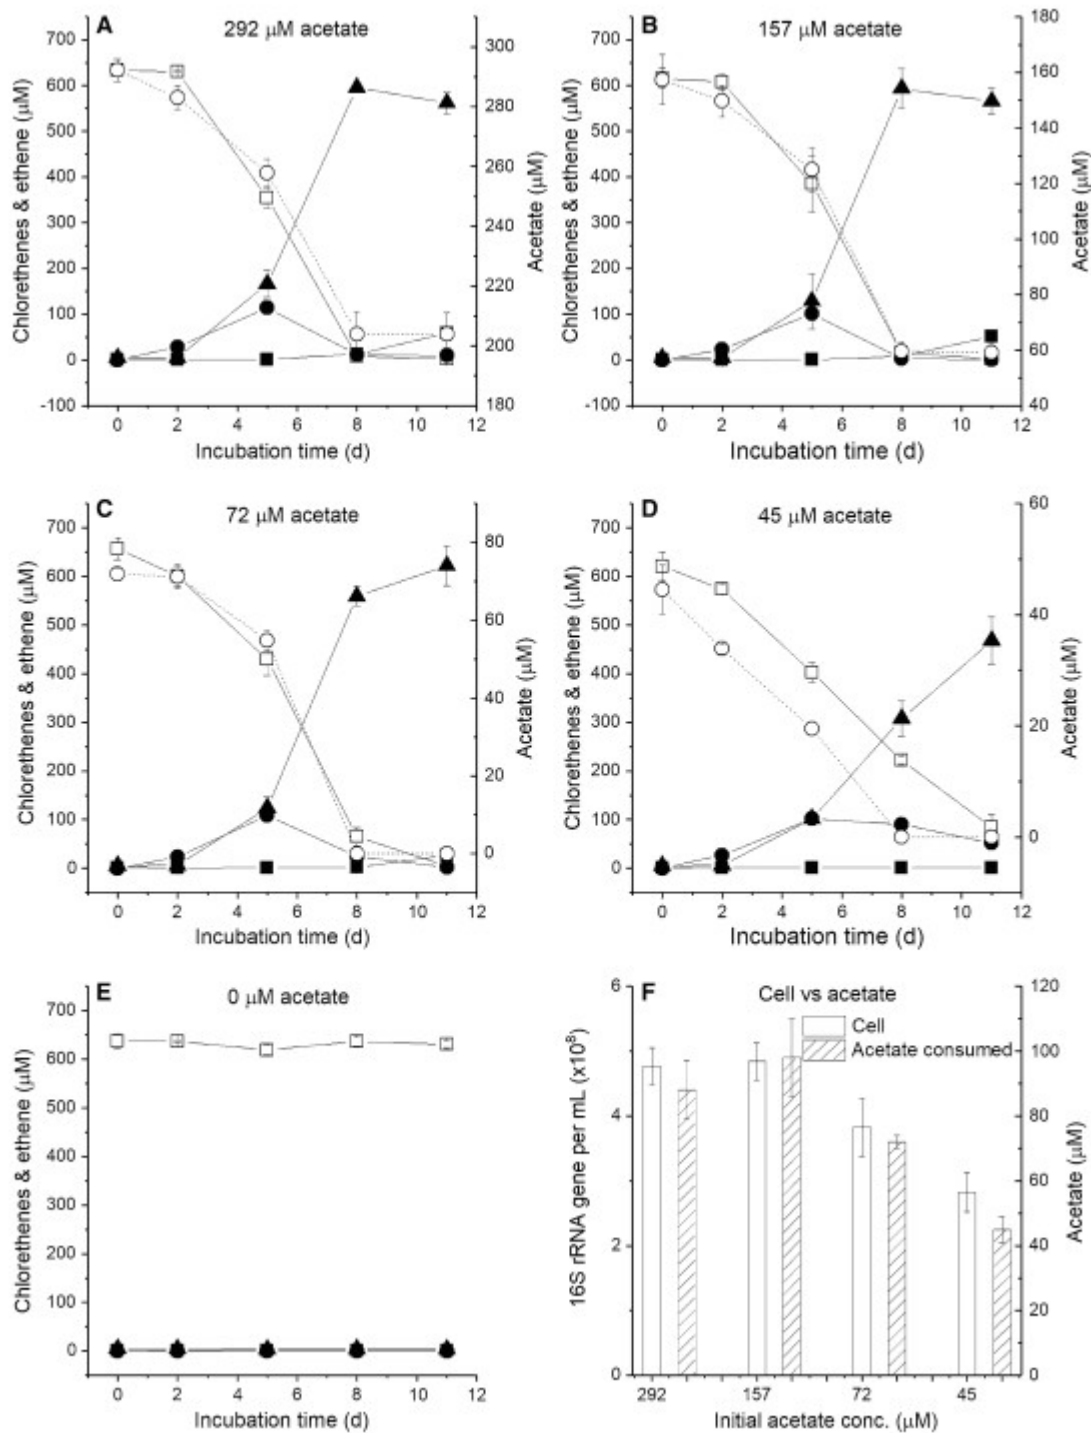 A
292 μM acetate
Chlorethenes & ethene (μM)
700
600
500
400
300
200
100
0
-100
300
280
260
240
220
200
180
Acetate (μM)
0 2 4 6 8 10 12
Incubation time (d)
B
157 μM acetate
Chlorethenes & ethene (μM)
700
600
500
400
300
200
100
0
-100
180
160
140
120
100
80
60
40
Acetate (μM)
0 2 4 6 8 10 12
Incubation time (d)
C
72 μM acetate
Chlorethenes & ethene (μM)
700
600
500
400
300
200
100
0
80
60
40
20
0
Acetate (μM)
0 2 4 6 8 10 12
Incubation time (d)
D
45 μM acetate
Chlorethenes & ethene (μM)
700
600
500
400
300
200
100
0
60
40
20
0
Acetate (μM)
0 2 4 6 8 10 12
Incubation time (d)
E
0 μM acetate
Chlorethenes & ethene (μM)
700
600
500
400
300
200
100
0
0 2 4 6 8 10 12
Incubation time (d)
F
Cell vs acetate
Cell
Acetate consumed
16S rRNA gene per mL (x10⁸)
6
4
2
0
120
100
80
60
40
20
0
Acetate (μM)
292 157 72 45
Initial acetate conc. (μM)